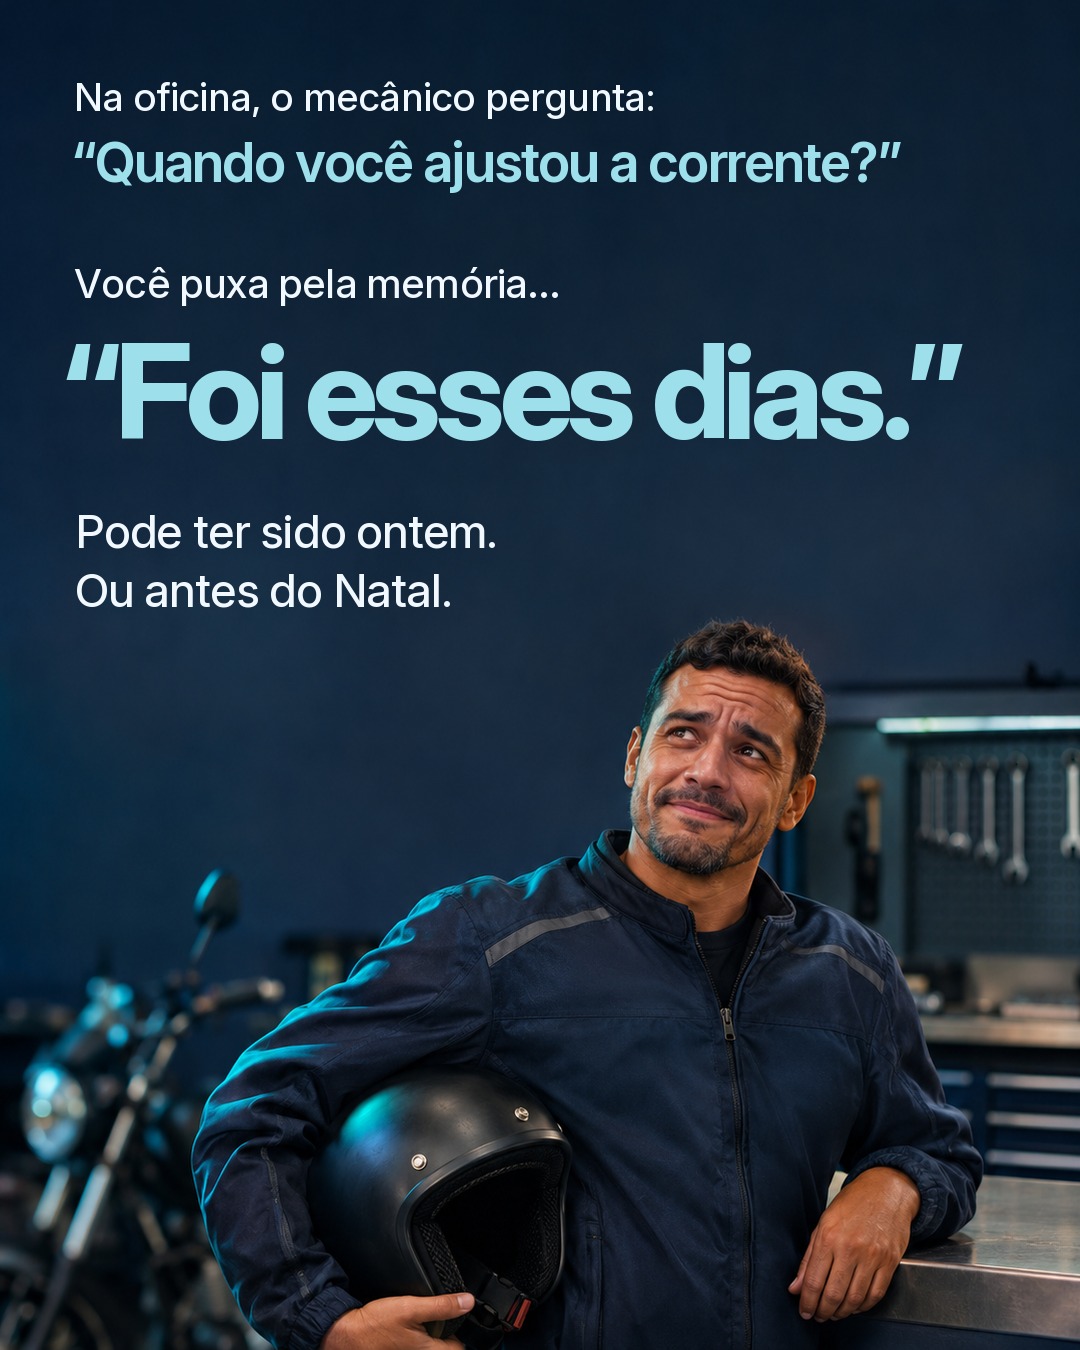 Na oficina, o mecânico pergunta:
“Quando você ajustou a corrente?”
Você puxa pela memória...
“Foi esses dias.”
Pode ter sido ontem.
Ou antes do Natal.